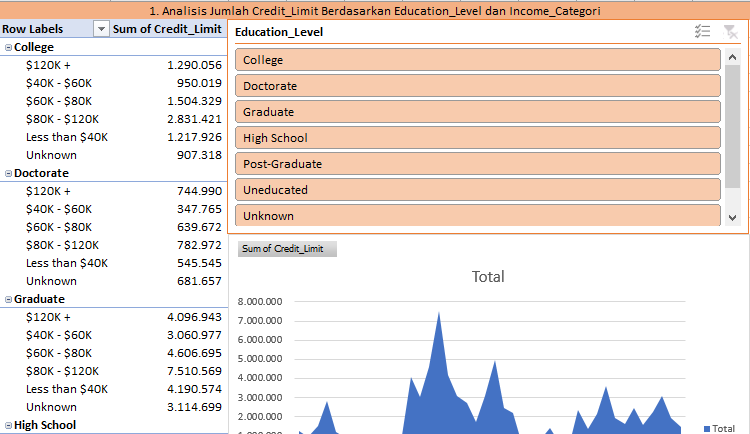 1. Analisis Jumlah Credit_Limit Berdasarkan Education_Level dan Income_Categori
Row Labels Sum of Credit_Limit
College
$120K + 1.290.056
$40K - $60K 950.019
$60K - $80K 1.504.329
$80K - $120K 2.831.421
Less than $40K 1.217.926
Unknown 907.318
Doctorate
$120K + 744.990
$40K - $60K 347.765
$60K - $80K 639.672
$80K - $120K 782.972
Less than $40K 545.545
Unknown 681.657
Graduate
$120K + 4.096.943
$40K - $60K 3.060.977
$60K - $80K 4.606.695
$80K - $120K 7.510.569
Less than $40K 4.190.574
Unknown 3.114.699
High School
Education_Level
College
Doctorate
Graduate
High School
Post-Graduate
Uneducated
Unknown
Sum of Credit_Limit
Total
8.000.000
7.000.000
6.000.000
5.000.000
4.000.000
3.000.000
2.000.000
Total